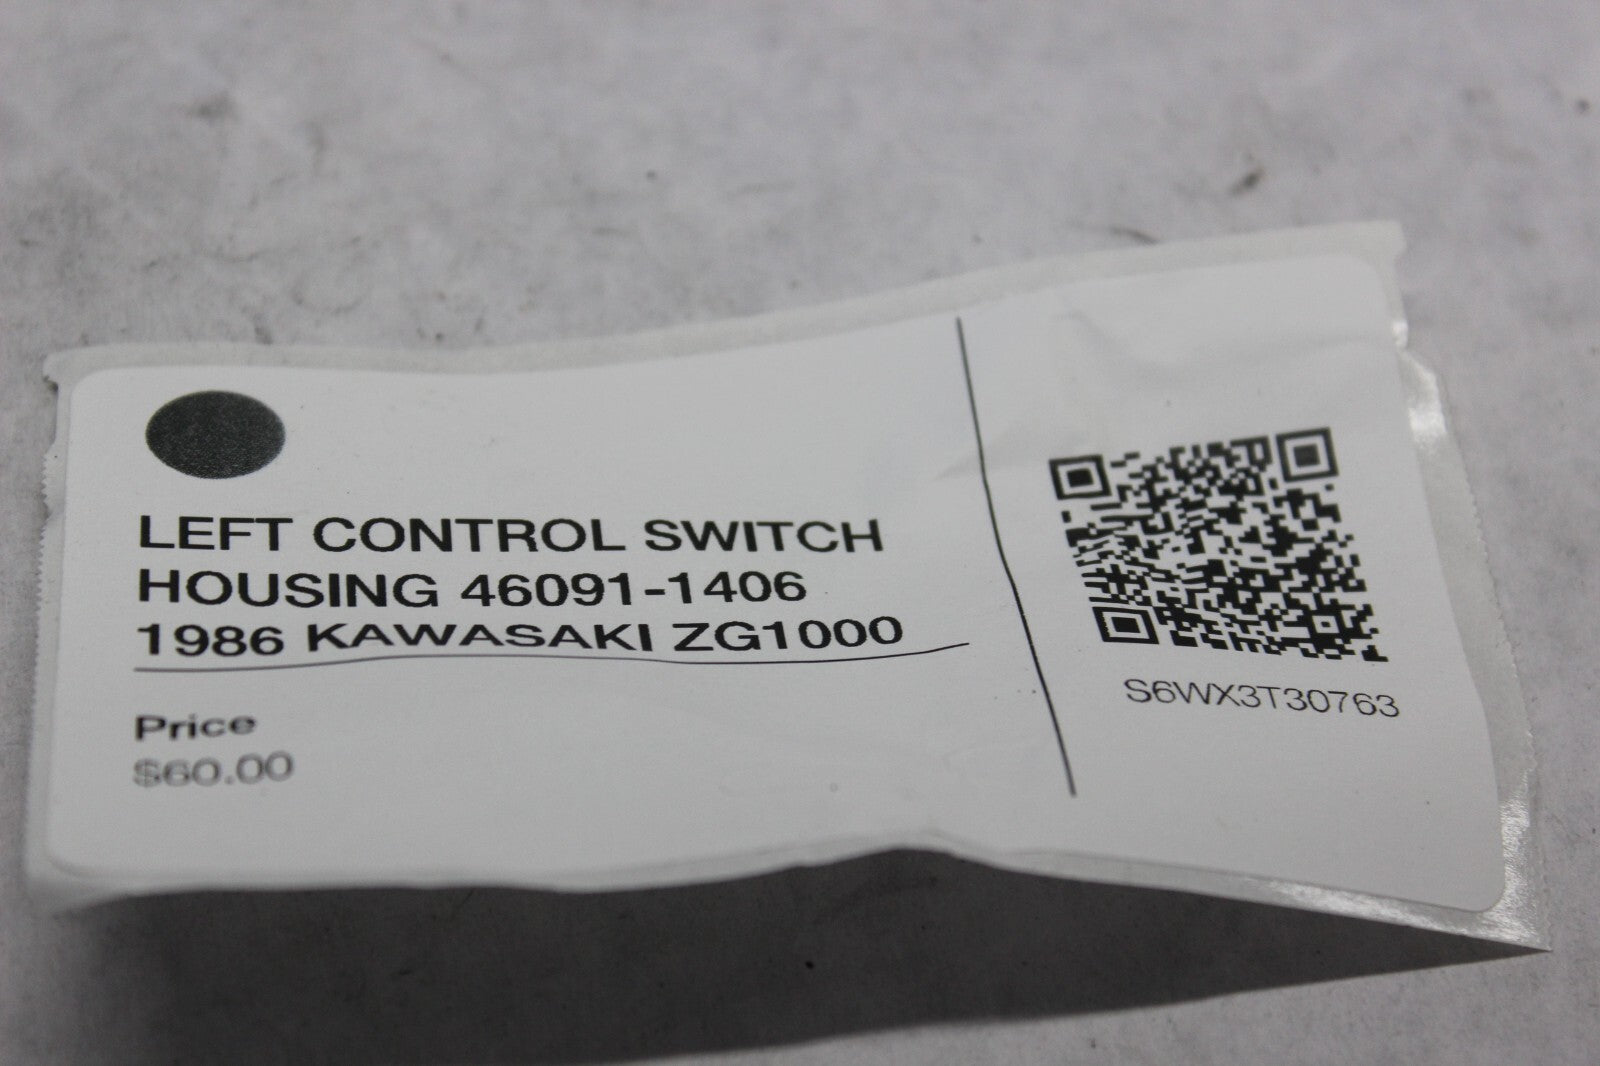 LEFT CONTROL SWITCH
HOUSING 46091-1406
1986 KAWASAKI ZG1000
Price
$60.00
S6WX3T30763